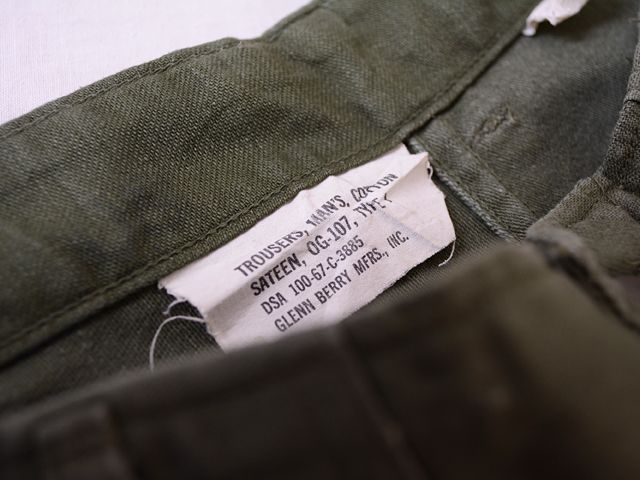 TROUSERS, MAN'S, COTTON
SATEEN, OG-107, TYPE I
DSA 100-67-C-3885
GLENN BERRY MFRS., INC.